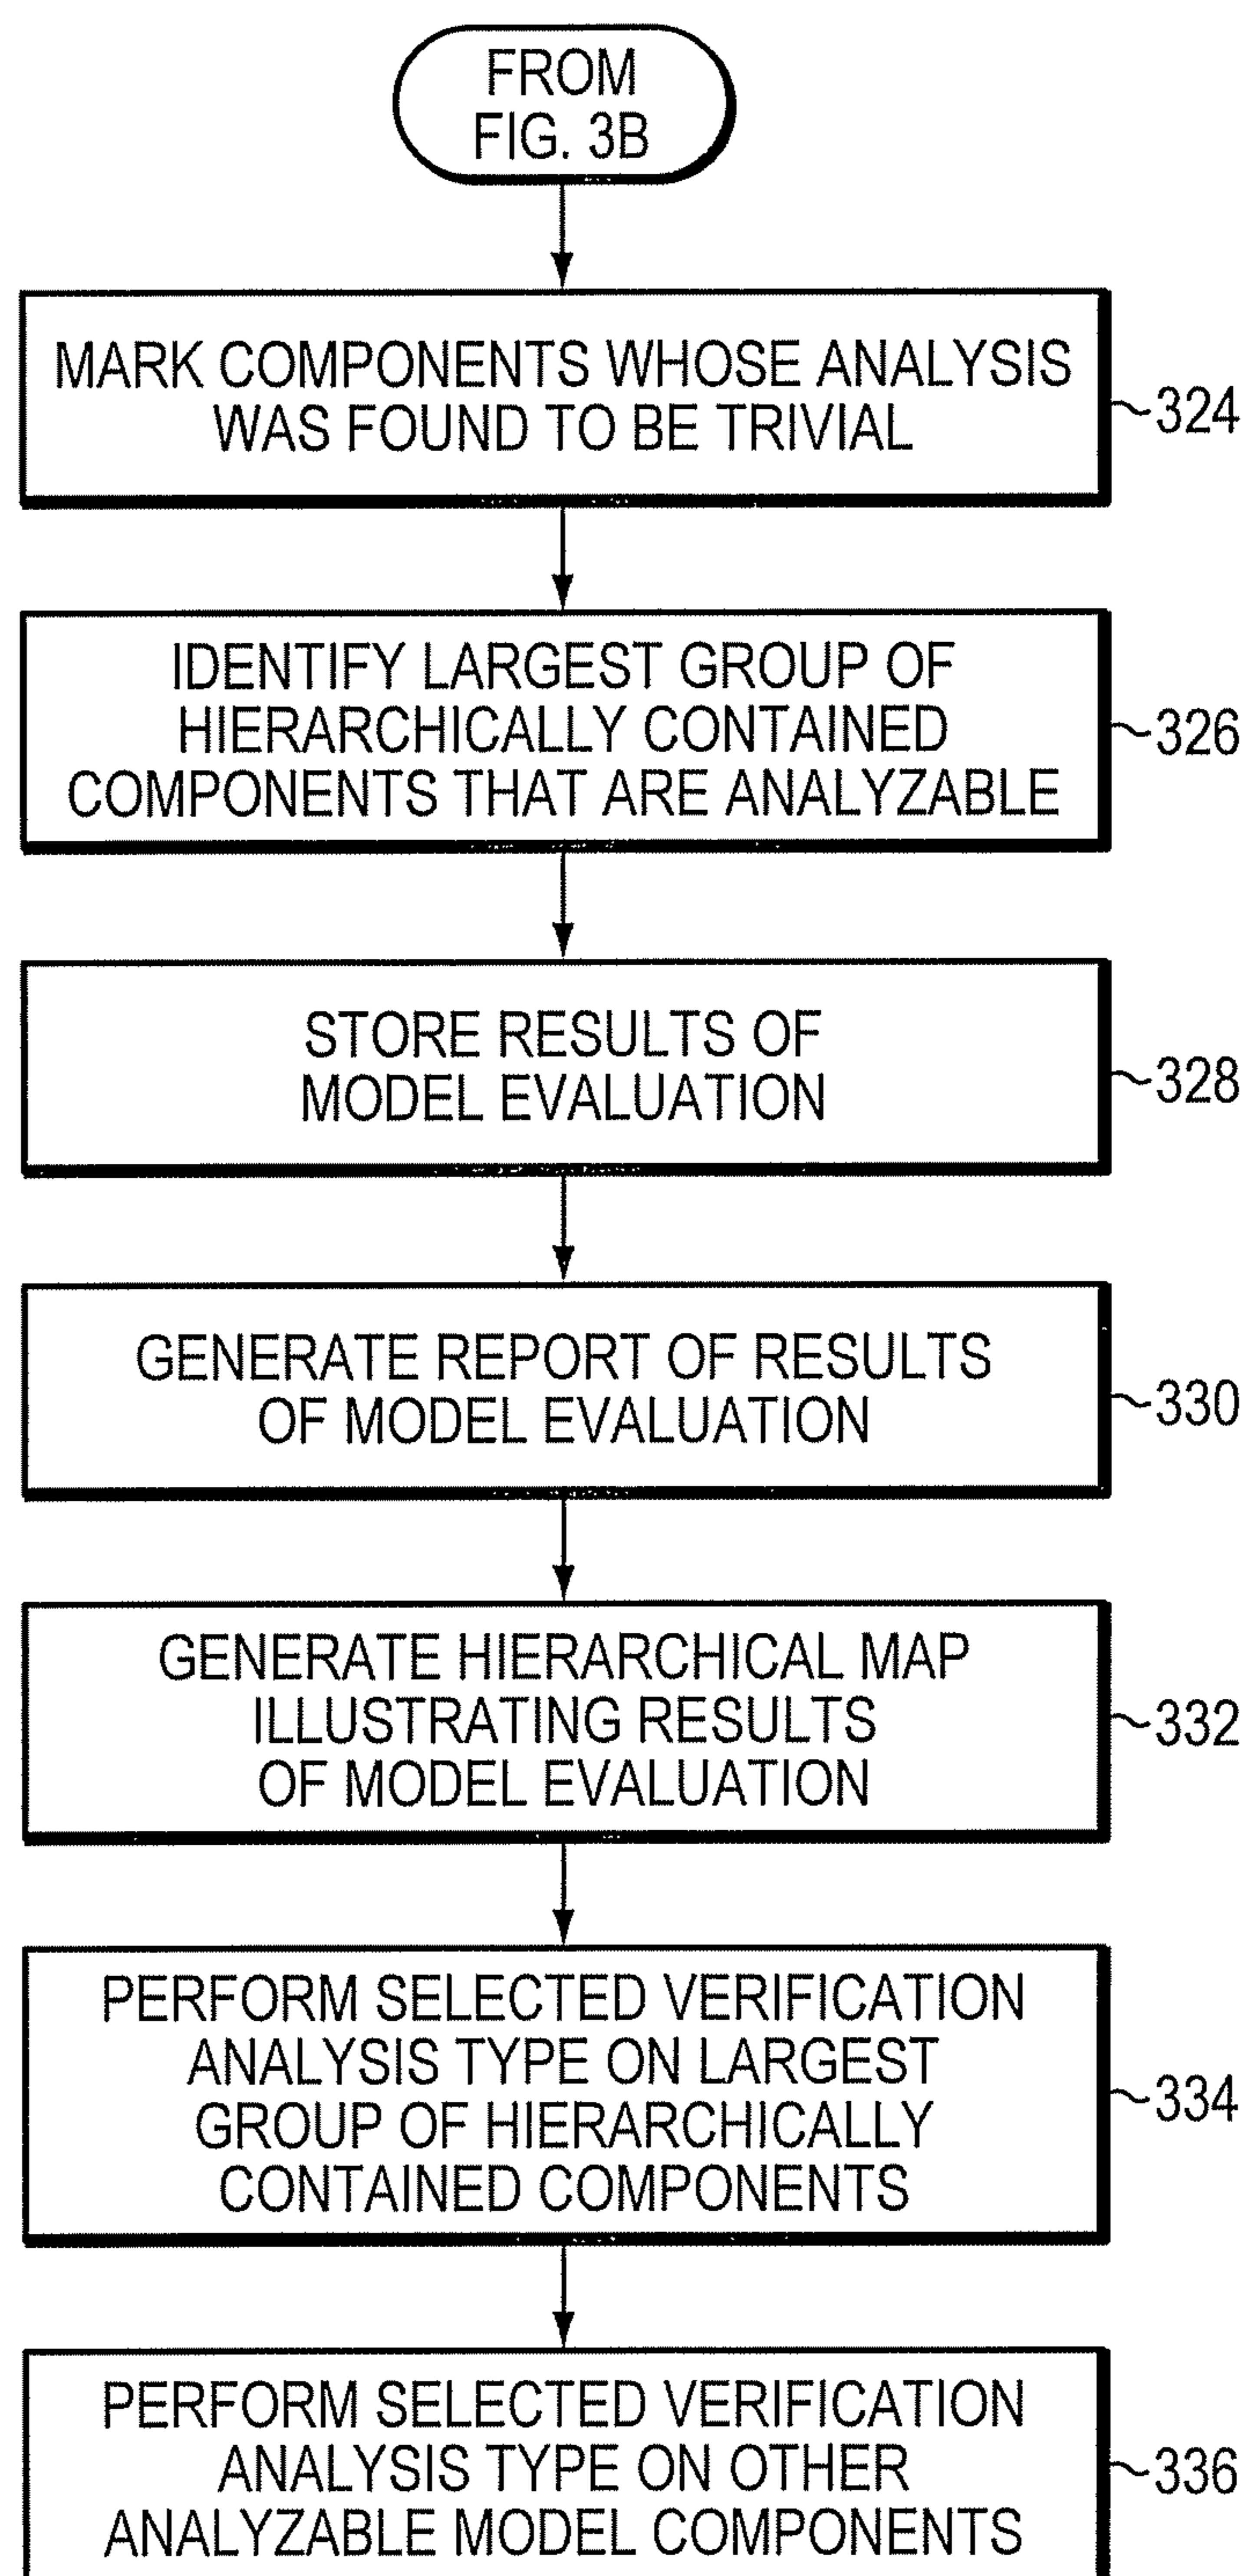 FROM
FIG. 3B
MARK COMPONENTS WHOSE ANALYSIS
WAS FOUND TO BE TRIVIAL
324
IDENTIFY LARGEST GROUP OF
HIERARCHICALLY CONTAINED
COMPONENTS THAT ARE ANALYZABLE
326
STORE RESULTS OF
MODEL EVALUATION
328
GENERATE REPORT OF RESULTS
OF MODEL EVALUATION
330
GENERATE HIERARCHICAL MAP
ILLUSTRATING RESULTS
OF MODEL EVALUATION
332
PERFORM SELECTED VERIFICATION
ANALYSIS TYPE ON LARGEST
GROUP OF HIERARCHICALLY
CONTAINED COMPONENTS
334
PERFORM SELECTED VERIFICATION
ANALYSIS TYPE ON OTHER
ANALYZABLE MODEL COMPONENTS
336